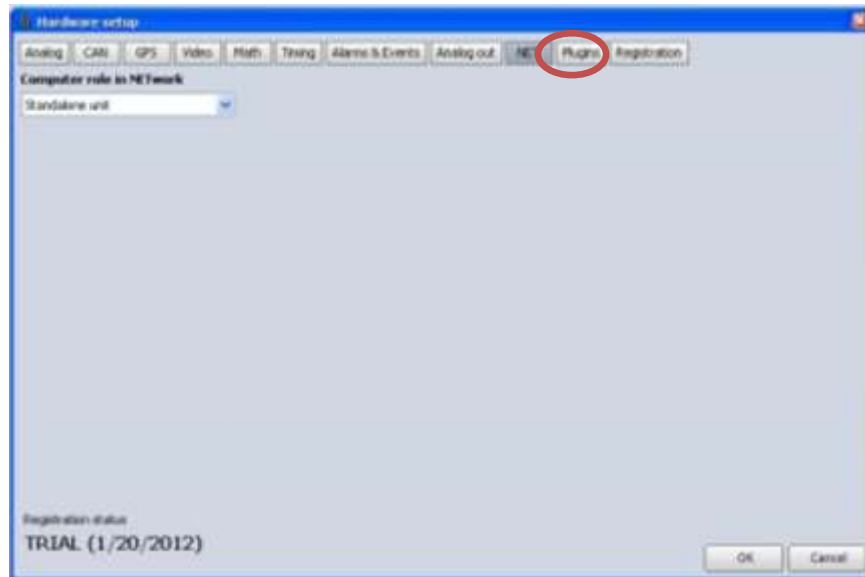 Hardware setup
Analog CAN GPS Video Math Timing Alarms & Events Analog out NET Plugins Registration
Computer role in NETwork
Standalone unit
Registration status
TRIAL (1/20/2012)
OK Cancel